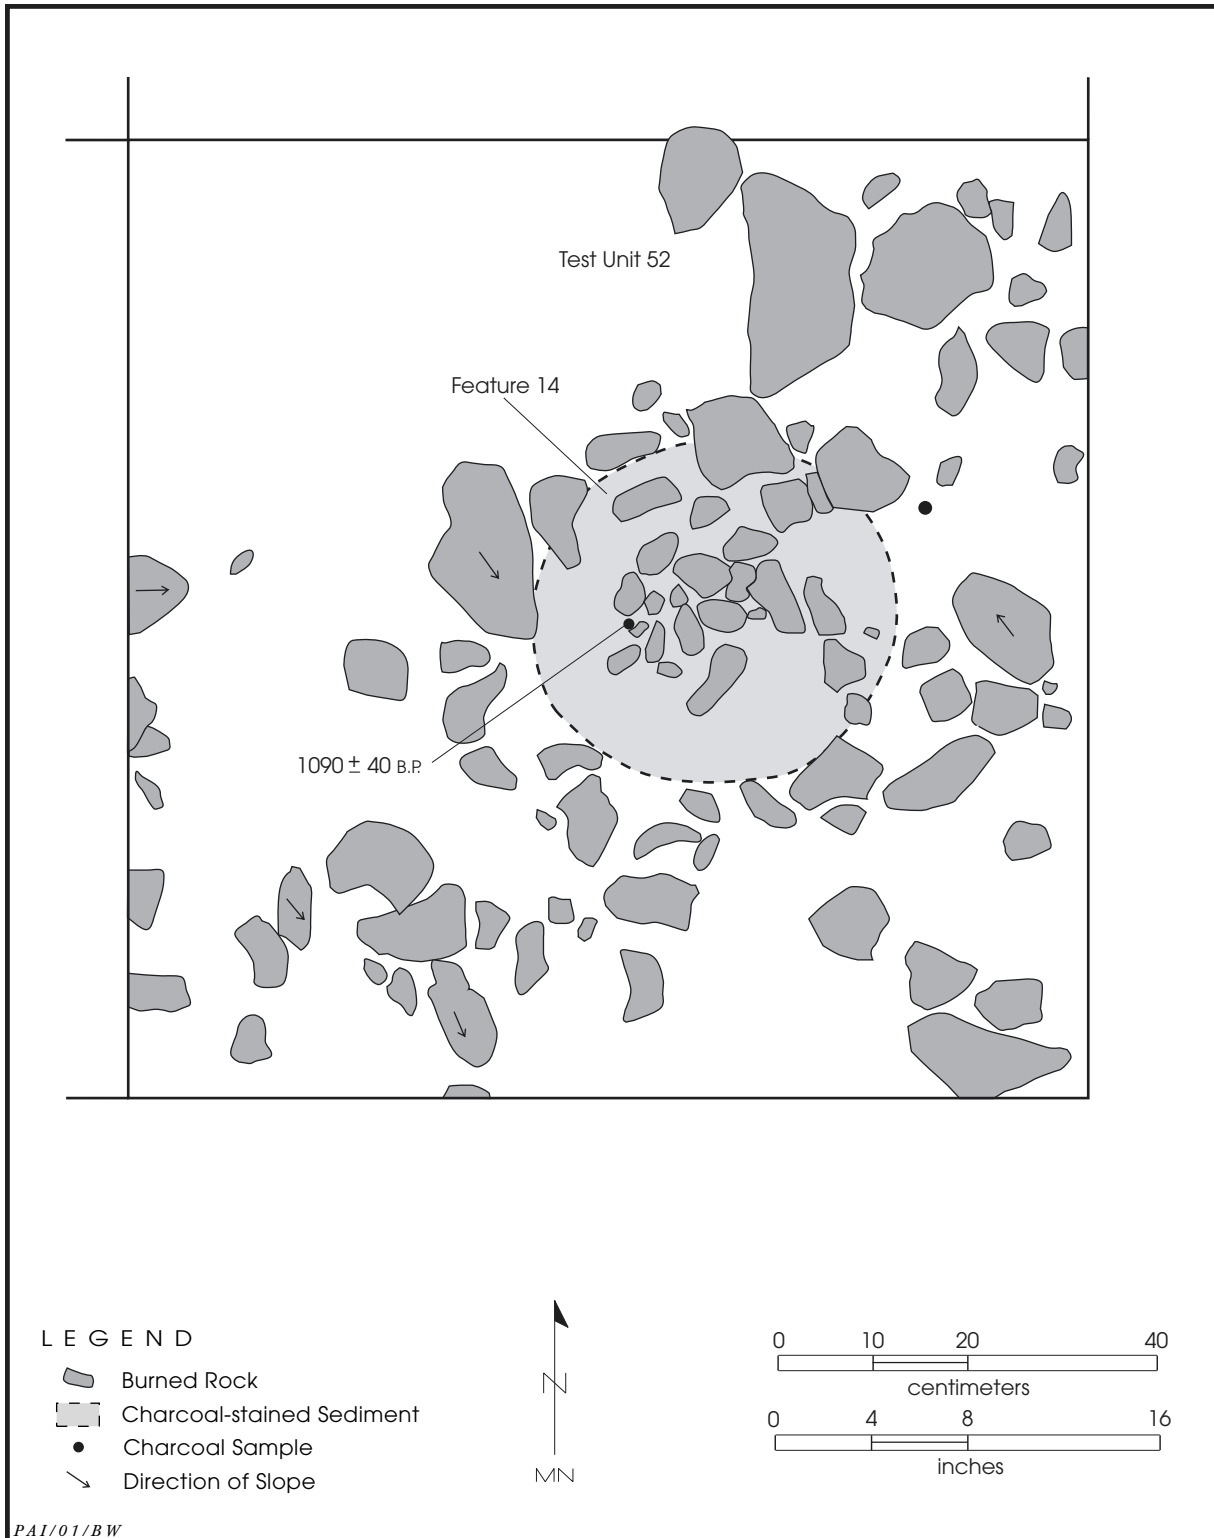 Test Unit 52
Feature 14
1090 ± 40 B.P.
LEGEND
Burned Rock
Charcoal-stained Sediment
Charcoal Sample
Direction of Slope
N
MN
0 10 20 40
centimeters
0 4 8 16
inches
PAI/01/BW